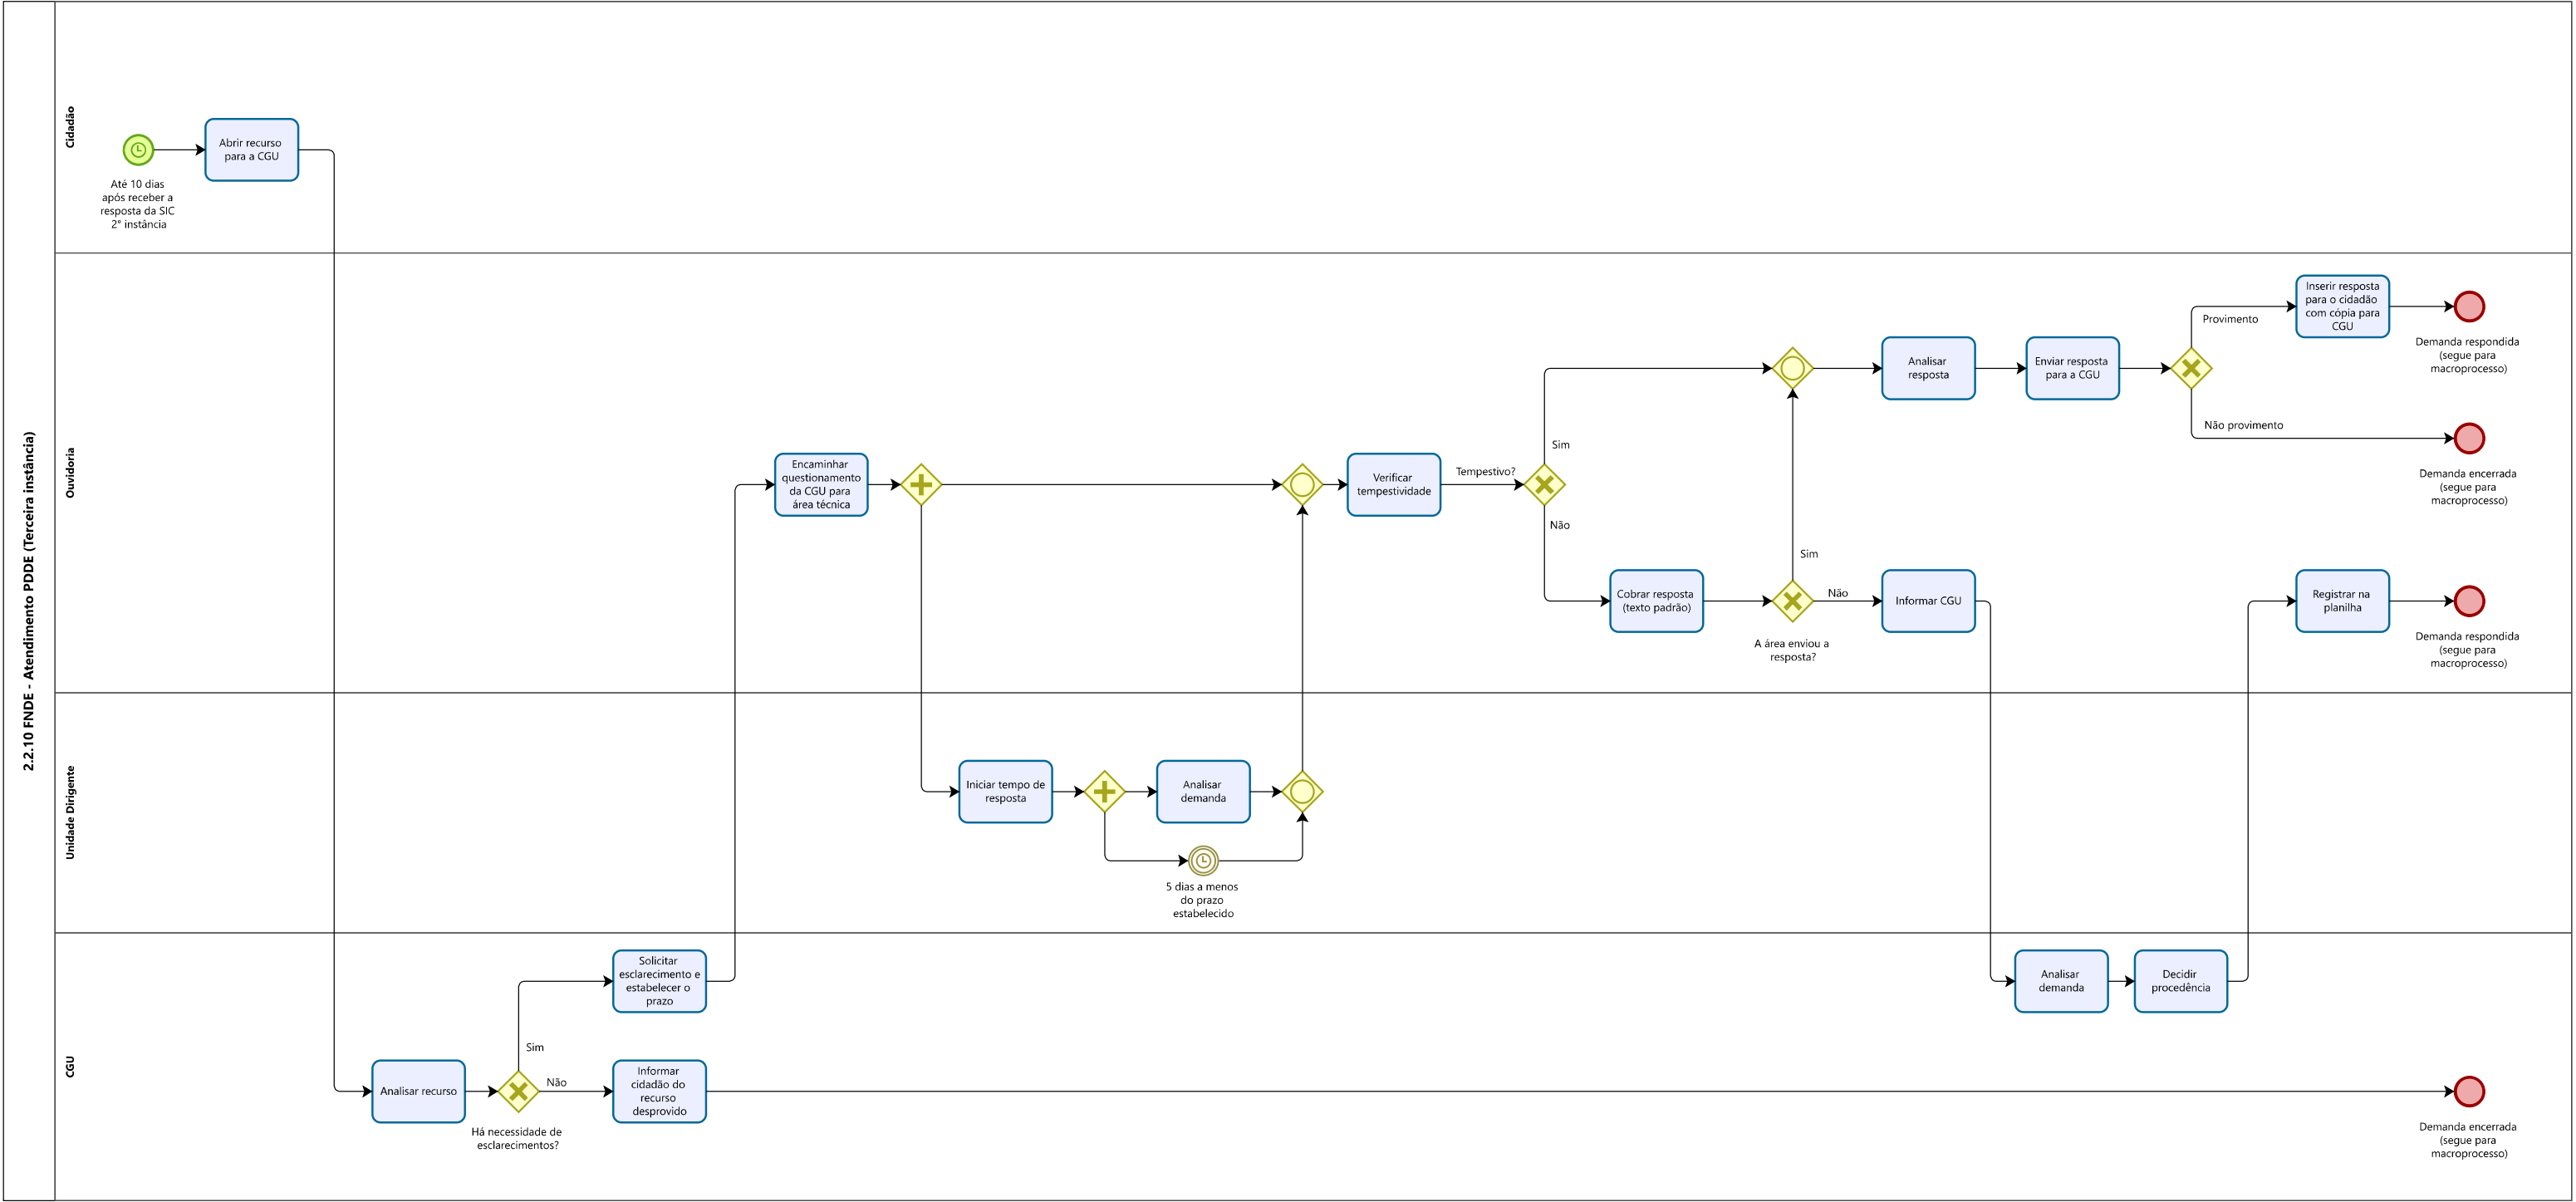 2.2.10 FNDE - Atendimento PDDE (Terceira instância)
Cidadão
Até 10 dias
após receber a
resposta da SIC
2° instância
Abrir recurso
para a CGU
Ouvidoria
Encaminhar
questionamento
da CGU para
área técnica
Verificar
tempestividade
Tempestivo?
Sim
Não
Cobrar resposta
(texto padrão)
A área enviou a
resposta?
Sim
Não
Informar CGU
Analisar
resposta
Enviar resposta
para a CGU
Provimento
Não provimento
Inserir resposta
para o cidadão
com cópia para
CGU
Demanda respondida
(segue para
macroprocesso)
Demanda encerrada
(segue para
macroprocesso)
Registrar na
planilha
Demanda respondida
(segue para
macroprocesso)
Unidade Dirigente
Iniciar tempo de
resposta
Analisar
demanda
5 dias a menos
do prazo
estabelecido
CGU
Analisar recurso
Há necessidade de
esclarecimentos?
Sim
Não
Solicitar
esclarecimento e
estabelecer o
prazo
Informar
cidadão do
recurso
desprovido
Analisar
demanda
Decidir
procedência
Demanda encerrada
(segue para
macroprocesso)